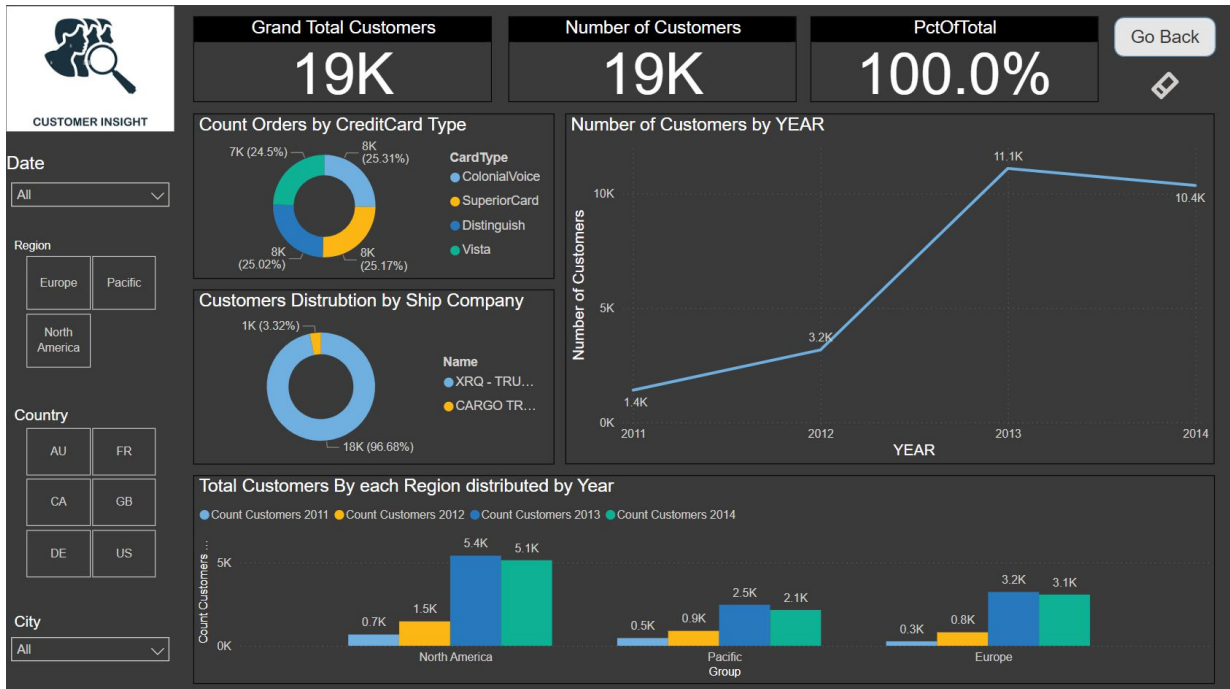 CUSTOMER INSIGHT
Grand Total Customers
19K
Number of Customers
19K
PctOfTotal
100.0%
Go Back
Date
All
Region
Europe
Pacific
North
America
Country
AU
FR
CA
GB
DE
US
City
All
Count Orders by CreditCard Type
7K (24.5%)
8K
(25.31%)
8K
(25.02%)
8K
(25.17%)
CardType
ColonialVoice
SuperiorCard
Distinguish
Vista
Customers Distrubtion by Ship Company
1K (3.32%)
18K (96.68%)
Name
XRQ - TRU...
CARGO TR...
Number of Customers by YEAR
Number of Customers
10K
5K
0K
1.4K
3.2K
11.1K
10.4K
2011
2012
2013
2014
YEAR
Total Customers By each Region distributed by Year
Count Customers 2011
Count Customers 2012
Count Customers 2013
Count Customers 2014
Count Customers ...
5K
0K
0.7K
1.5K
5.4K
5.1K
0.5K
0.9K
2.5K
2.1K
0.3K
0.8K
3.2K
3.1K
North America
Pacific
Europe
Group